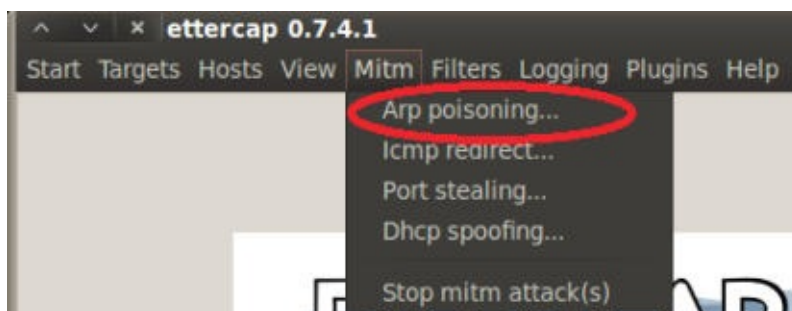 ettercap 0.7.4.1
Start Targets Hosts View Mitm Filters Logging Plugins Help
Arp poisoning...
Icmp redirect...
Port stealing...
Dhcp spoofing...
Stop mitm attack(s)